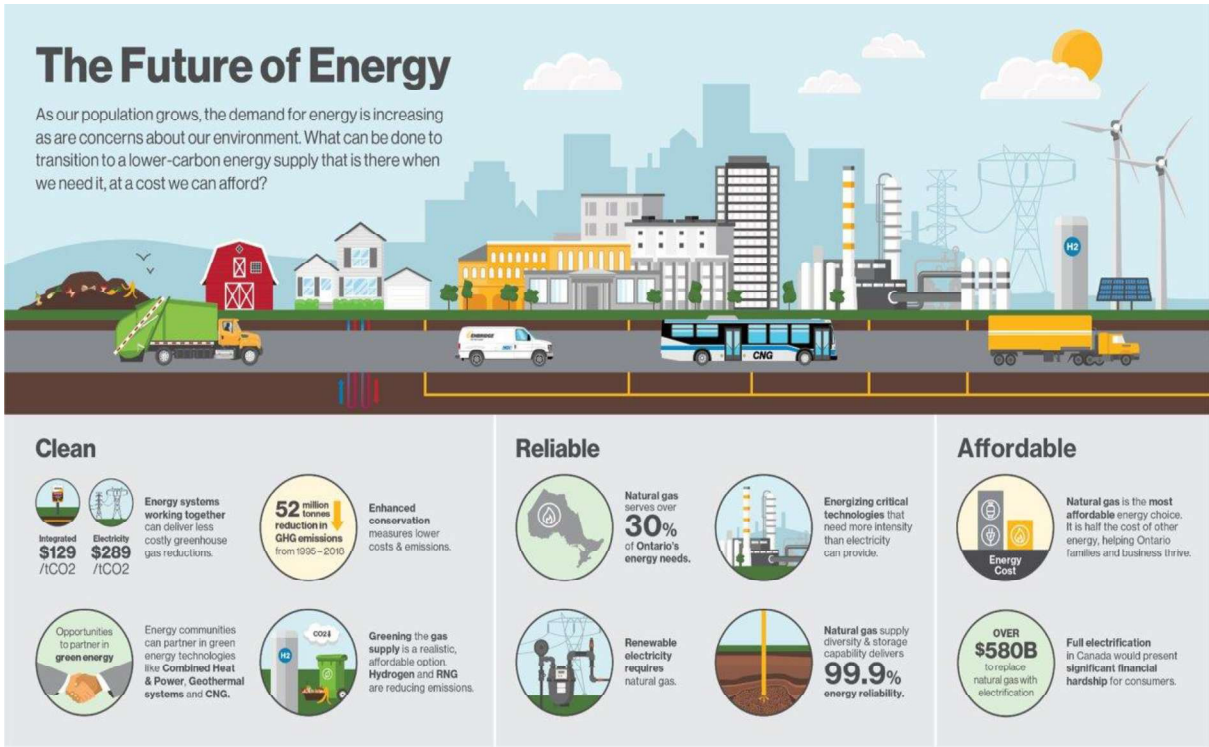 The Future of Energy
As our population grows, the demand for energy is increasing
as are concerns about our environment. What can be done to
transition to a lower-carbon energy supply that is there when
we need it, at a cost we can afford?
H2
ENBRIDGE
CNG
Clean
Integrated
$129
/tCO2
Electricity
$289
/tCO2
Energy systems
working together
can deliver less
costly greenhouse
gas reductions.
52 million
tonnes
reduction in
GHG emissions
from 1995–2016
Enhanced
conservation
measures lower
costs & emissions.
Opportunities
to partner in
green energy
Energy communities
can partner in green
energy technologies
like Combined Heat
& Power, Geothermal
systems and CNG.
CO2
H2
Greening the gas
supply is a realistic,
affordable option.
Hydrogen and RNG
are reducing emissions.
Reliable
Natural gas
serves over
30%
of Ontario's
energy needs.
Energizing critical
technologies that
need more intensity
than electricity
can provide.
Renewable
electricity
requires
natural gas.
Natural gas supply
diversity & storage
capability delivers
99.9%
energy reliability.
Affordable
Energy
Cost
Natural gas is the most
affordable energy choice.
It is half the cost of other
energy, helping Ontario
families and business thrive.
OVER
$580B
to replace
natural gas with
electrification
Full electrification
in Canada would present
significant financial
hardship for consumers.